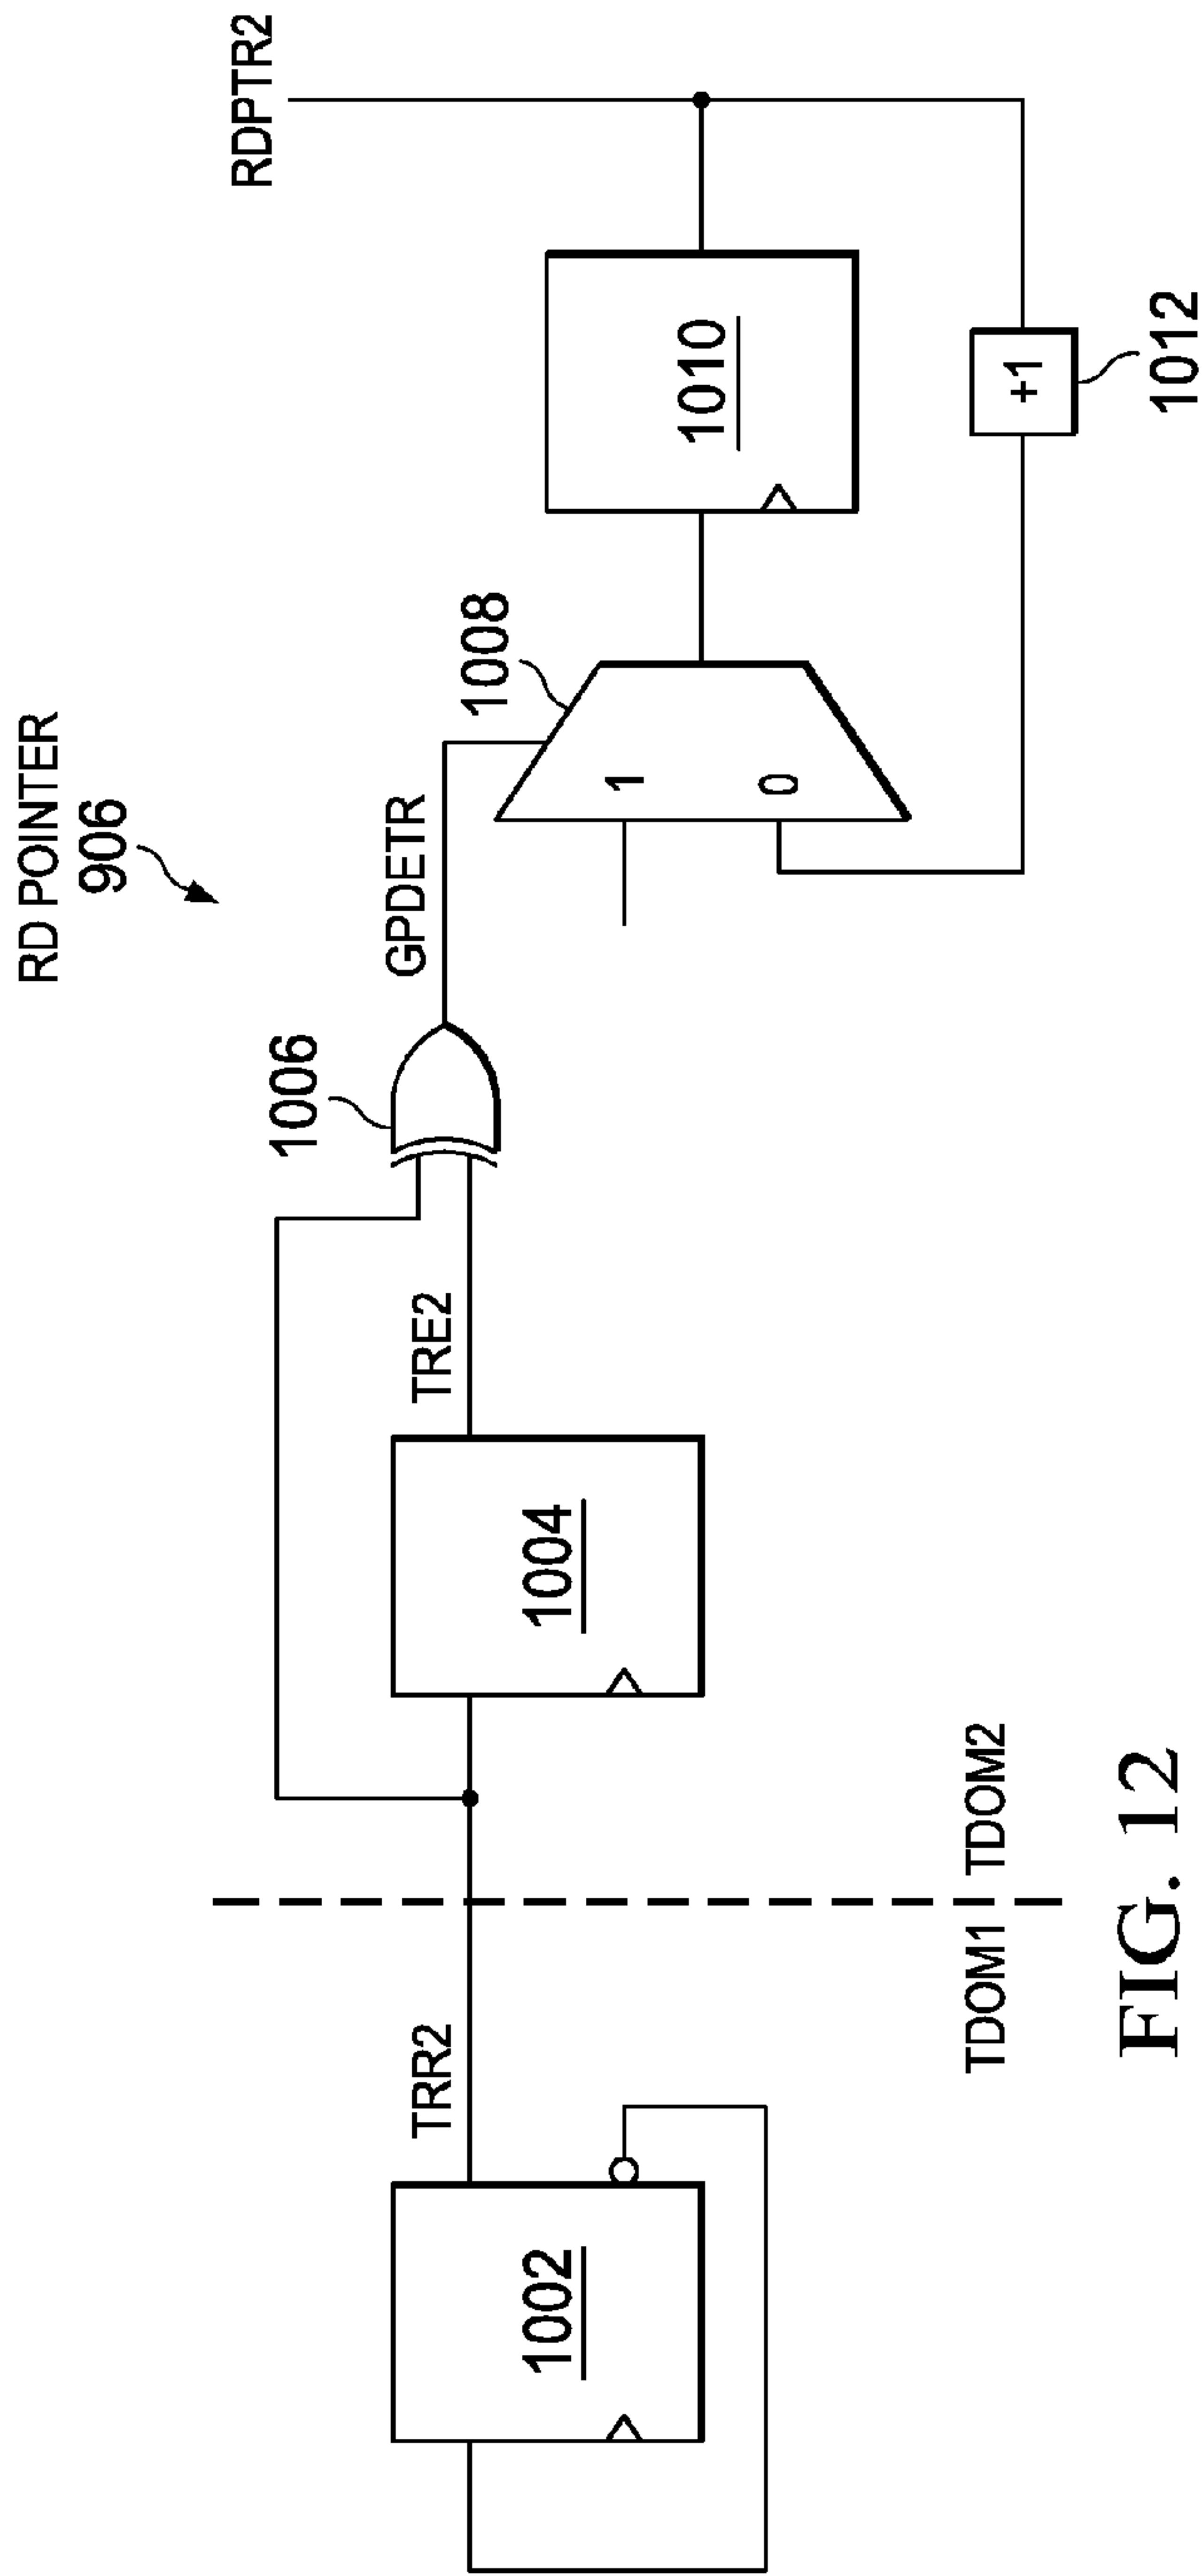 RD POINTER
906
RDPTR2
1008
GPDETR
1006
1
0
1010
+1
1012
TRE2
1004
TRR2
1002
TDOM1
TDOM2
FIG. 12